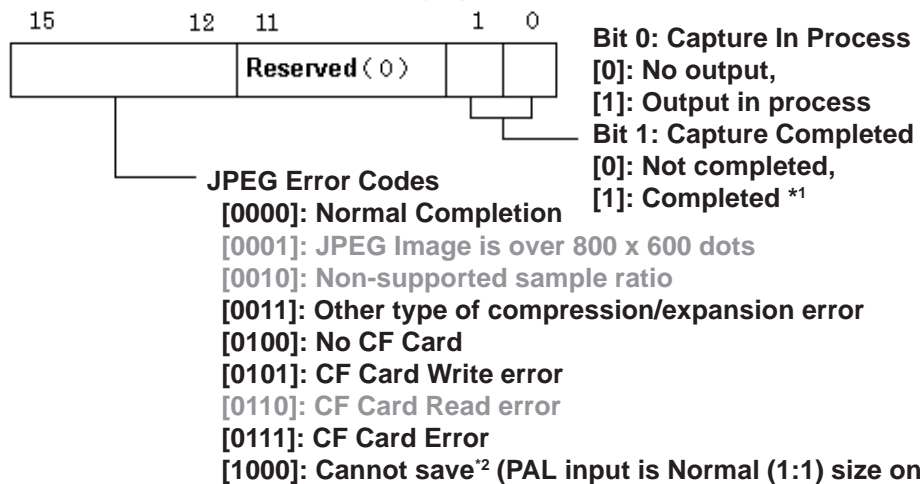 15 12 11 1 0
Reserved(0)
Bit 0: Capture In Process
[0]: No output,
[1]: Output in process
Bit 1: Capture Completed
[0]: Not completed,
[1]: Completed *1
JPEG Error Codes
[0000]: Normal Completion
[0001]: JPEG Image is over 800 x 600 dots
[0010]: Non-supported sample ratio
[0011]: Other type of compression/expansion error
[0100]: No CF Card
[0101]: CF Card Write error
[0110]: CF Card Read error
[0111]: CF Card Error
[1000]: Cannot save*2 (PAL input is Normal (1:1) size on